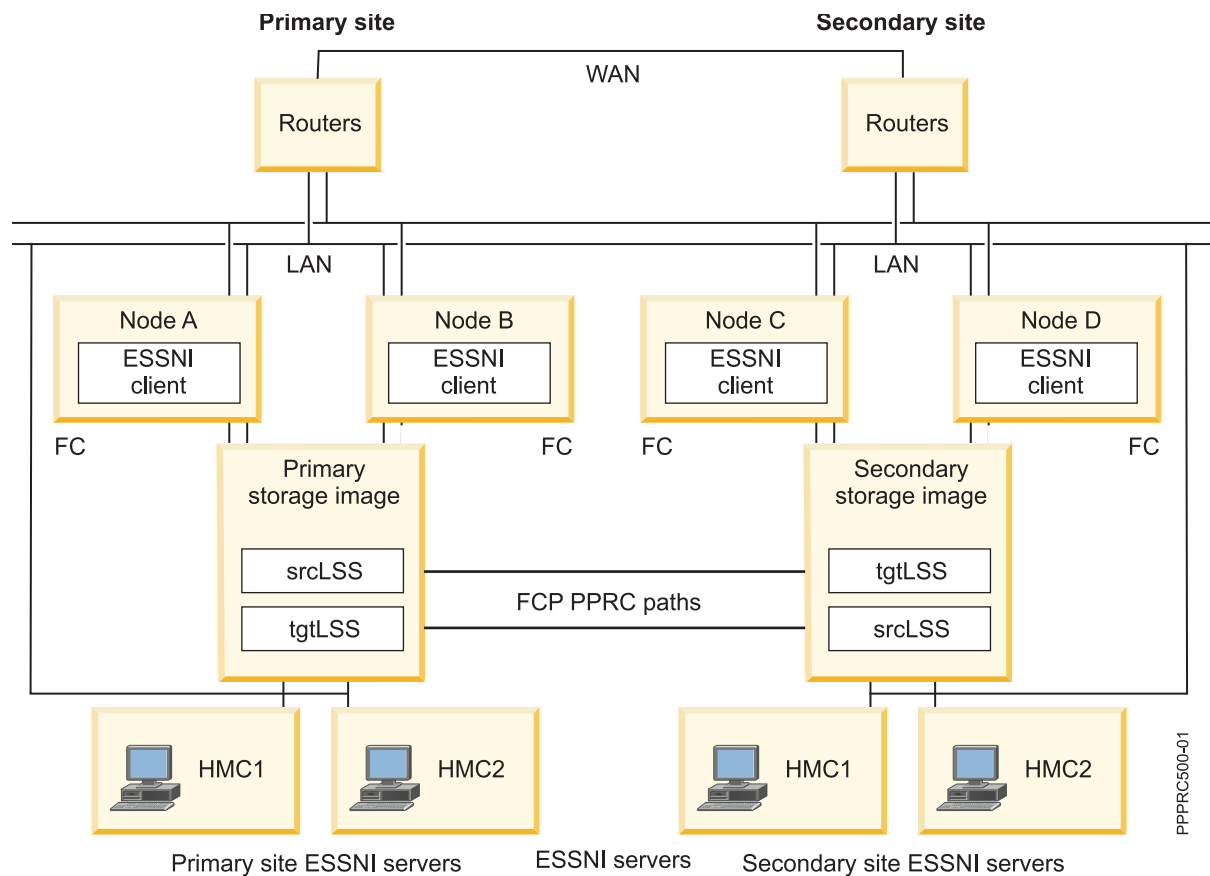 Primary site
Secondary site
WAN
Routers
Routers
LAN
LAN
Node A
ESSNI
client
Node B
ESSNI
client
Node C
ESSNI
client
Node D
ESSNI
client
FC
FC
FC
FC
Primary
storage image
Secondary
storage image
srcLSS
tgtLSS
FCP PPRC paths
tgtLSS
srcLSS
HMC1
HMC2
HMC1
HMC2
PPPRC500-01
Primary site ESSNI servers
ESSNI servers
Secondary site ESSNI servers